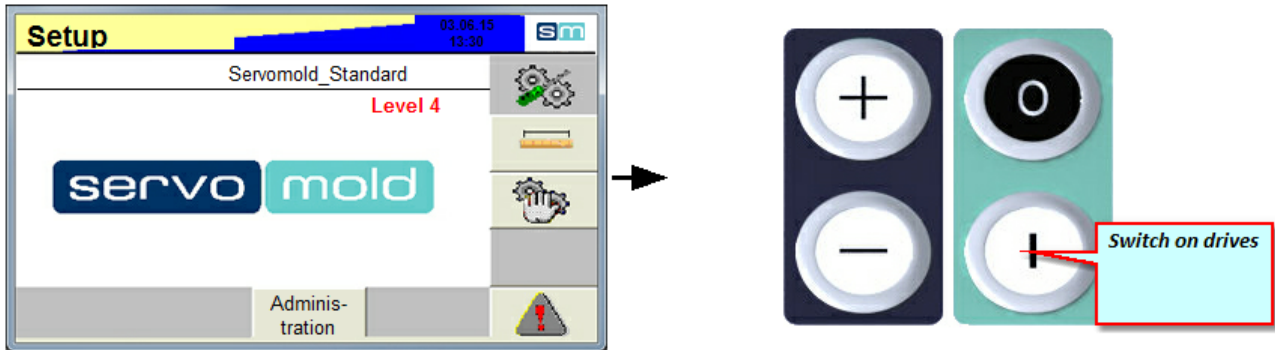 Setup
03.06.15
13:30
sm
Servomold_Standard
Level 4
servo mold
Adminis-
tration
+
O
−
I
Switch on drives